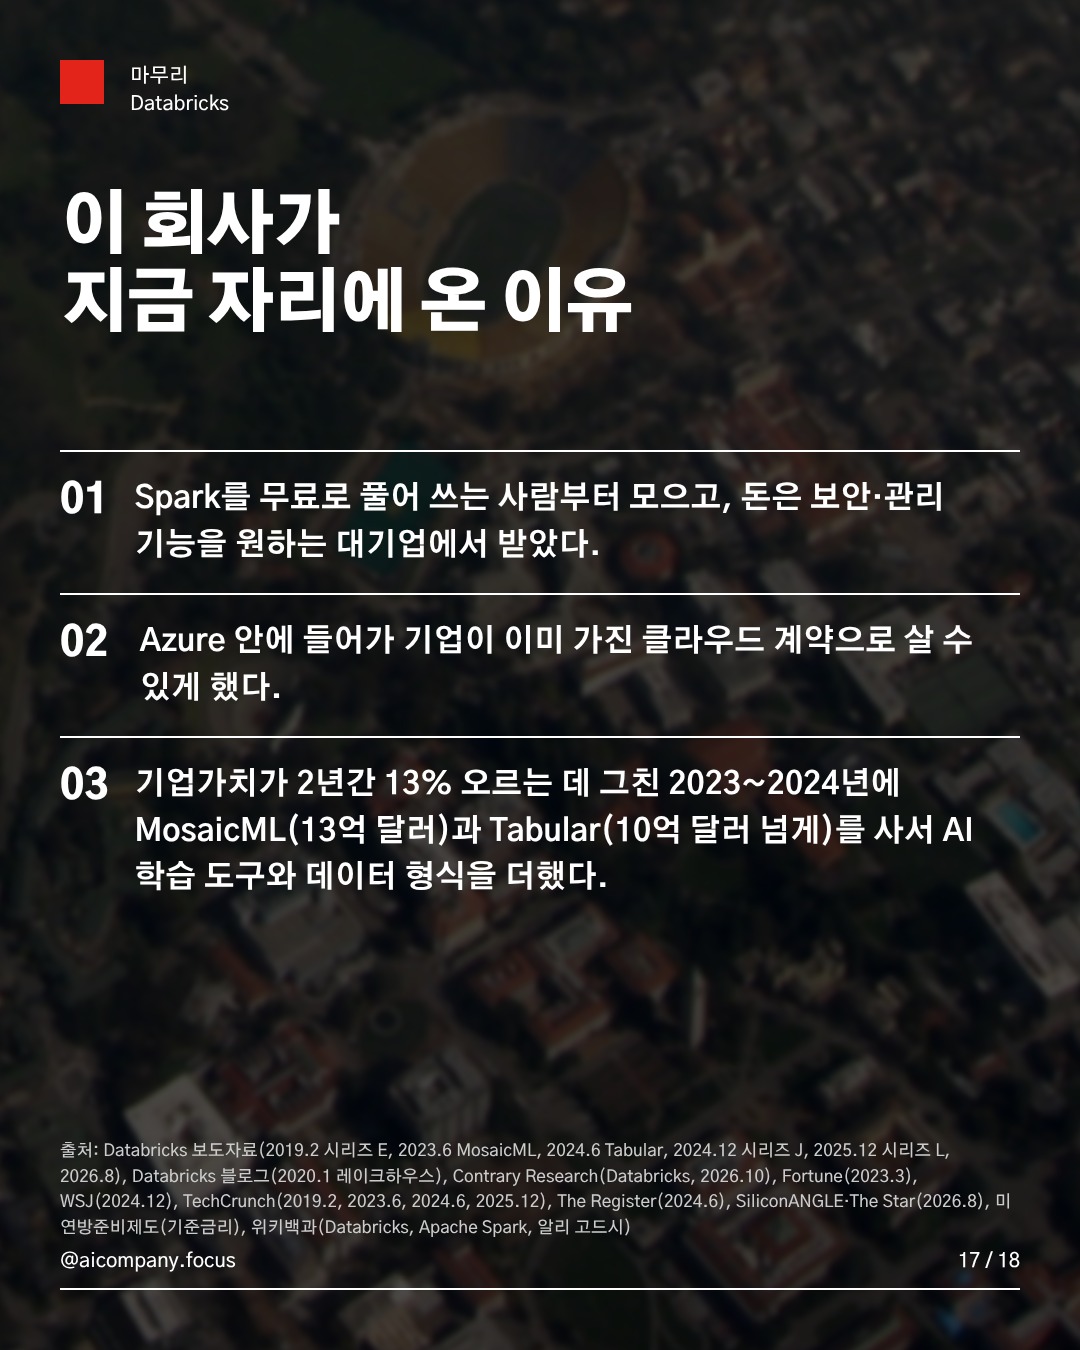 마무리
Databricks
이 회사가
지금 자리에 온 이유
01 Spark를 무료로 풀어 쓰는 사람부터 모으고, 돈은 보안·관리
기능을 원하는 대기업에서 받았다.
02 Azure 안에 들어가 기업이 이미 가진 클라우드 계약으로 살 수
있게 했다.
03 기업가치가 2년간 13% 오르는 데 그친 2023~2024년에
MosaicML(13억 달러)과 Tabular(10억 달러 넘게)를 사서 AI
학습 도구와 데이터 형식을 더했다.
출처: Databricks 보도자료(2019.2 시리즈 E, 2023.6 MosaicML, 2024.6 Tabular, 2024.12 시리즈 J, 2025.12 시리즈 L,
2026.8), Databricks 블로그(2020.1 레이크하우스), Contrary Research(Databricks, 2026.10), Fortune(2023.3),
WSJ(2024.12), TechCrunch(2019.2, 2023.6, 2024.6, 2025.12), The Register(2024.6), SiliconANGLE·The Star(2026.8), 미
연방준비제도(기준금리), 위키백과(Databricks, Apache Spark, 알리 고드시)
@aicompany.focus
17 / 18